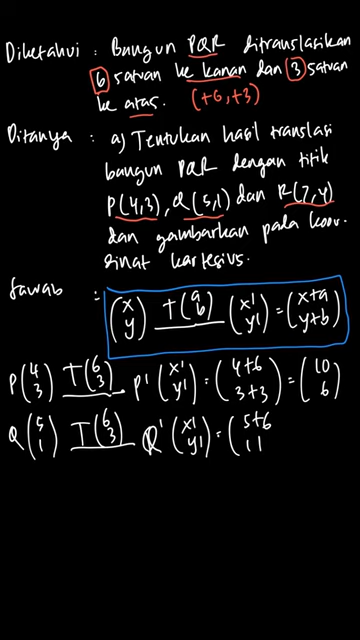 Diketahui : Bangun PQR ditranslasikan
6 satuan ke kanan dan 3 satuan
ke atas. (+6, +3)
Ditanya : a) Tentukan hasil translasi
bangun PQR dengan titik
P(4,3), Q(5,1) dan R(7,4)
dan gambarkan pada koor-
dinat kartesius.
Jawab : (x y) T(a b) (x' y') = (x+a y+b)
P(4 3) T(6 3) P' (x' y') = (4+6 3+3) = (10 6)
Q(5 1) T(6 3) Q' (x' y') = (5+6 11